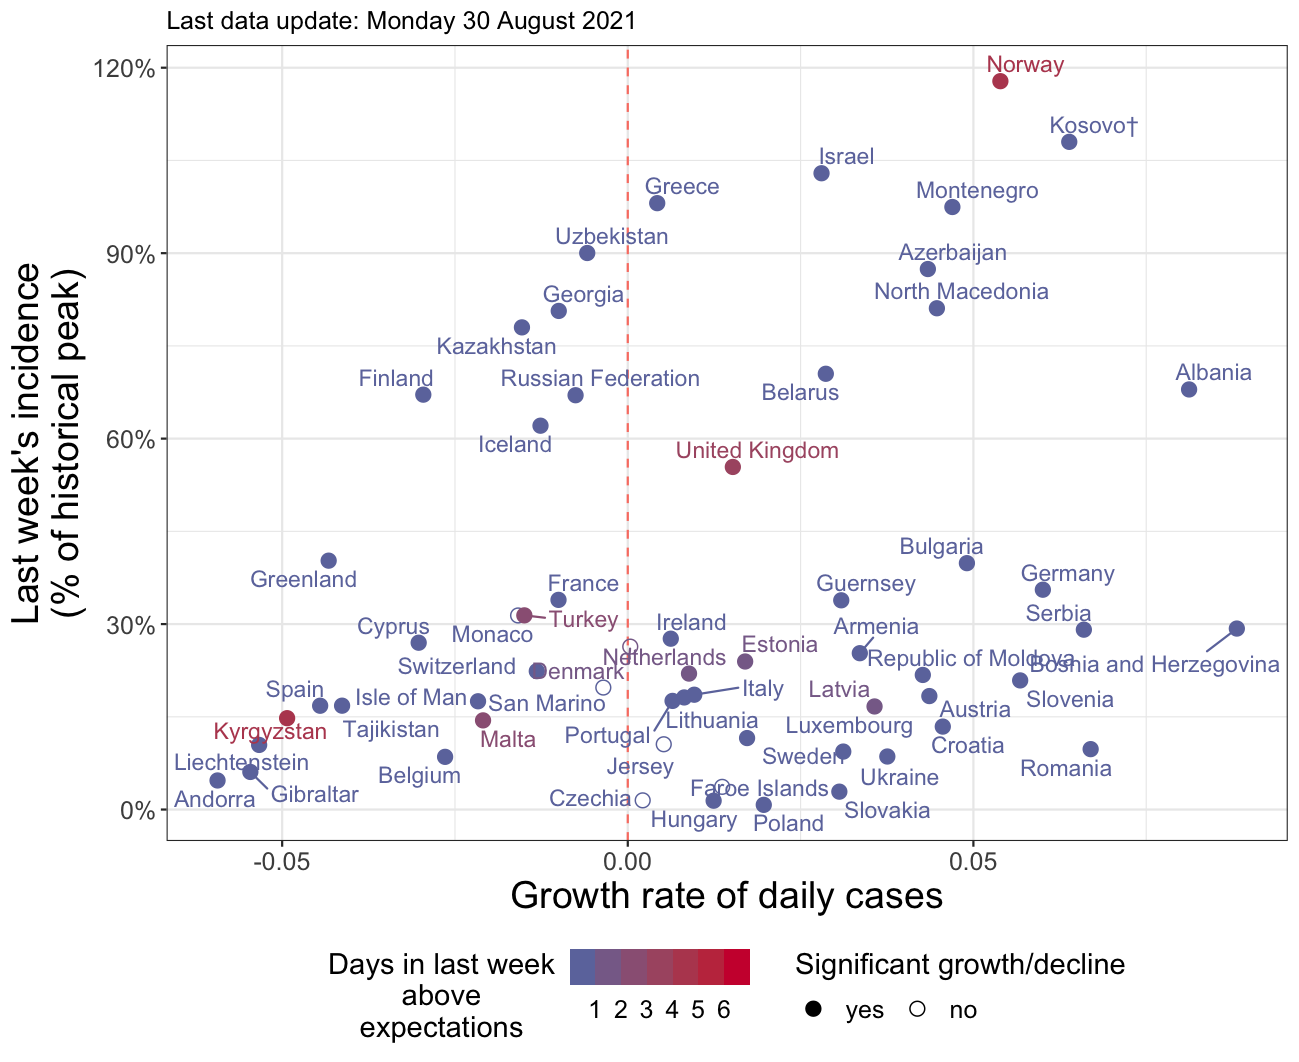 Last data update: Monday 30 August 2021
Last week's incidence
(% of historical peak)
120%
90%
60%
30%
0%
Norway
Kosovo†
Israel
Greece
Montenegro
Uzbekistan
Azerbaijan
Georgia
North Macedonia
Kazakhstan
Finland
Russian Federation
Belarus
Albania
Iceland
United Kingdom
Bulgaria
Greenland
France
Guernsey
Germany
Turkey
Serbia
Cyprus
Monaco
Ireland
Armenia
Estonia
Netherlands
Republic of Moldova
Bosnia and Herzegovina
Switzerland
Denmark
Spain
Isle of Man
San Marino
Italy
Latvia
Slovenia
Austria
Kyrgyzstan
Tajikistan
Malta
Portugal
Lithuania
Luxembourg
Croatia
Liechtenstein
Belgium
Jersey
Sweden
Ukraine
Romania
Andorra
Gibraltar
Czechia
Faroe Islands
Hungary
Poland
Slovakia
-0.05
0.00
0.05
Growth rate of daily cases
Days in last week
above
expectations
1 2 3 4 5 6
Significant growth/decline
yes
no